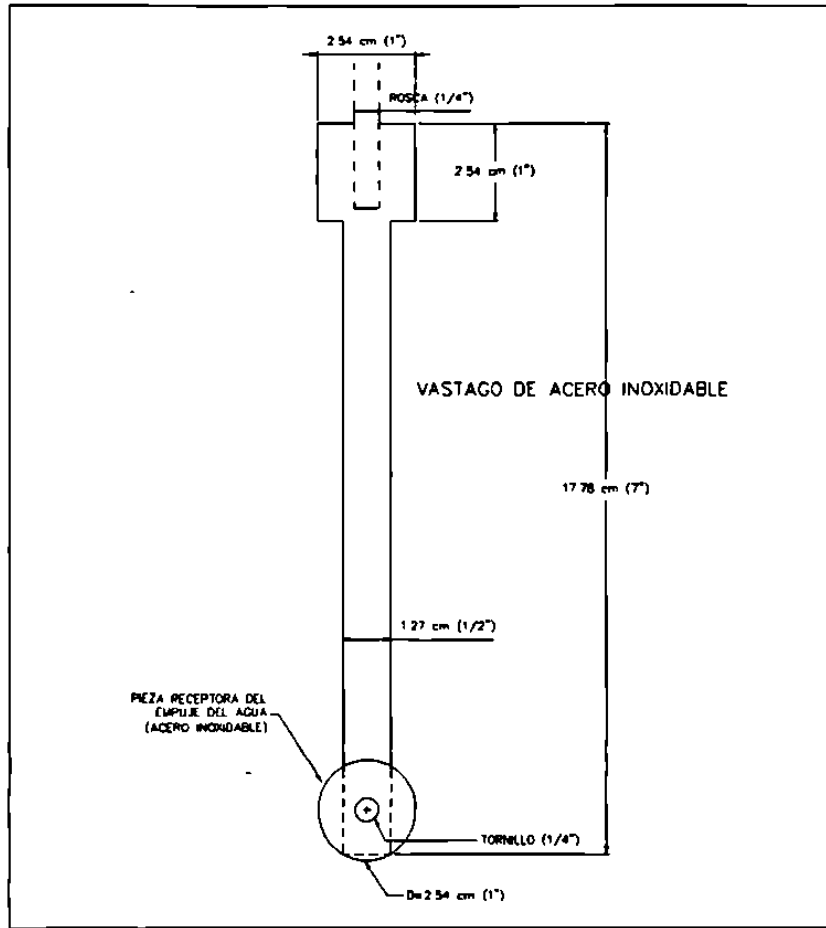 2.54 cm (1")
ROSCA (1/4")
2.54 cm (1")
VASTAGO DE ACERO INOXIDABLE
17.78 cm (7")
1.27 cm (1/2")
PIEZA RECEPTORA DEL
EMPUJE DEL AGUA
(ACERO INOXIDABLE)
TORNILLO (1/4")
D=2.54 cm (1")